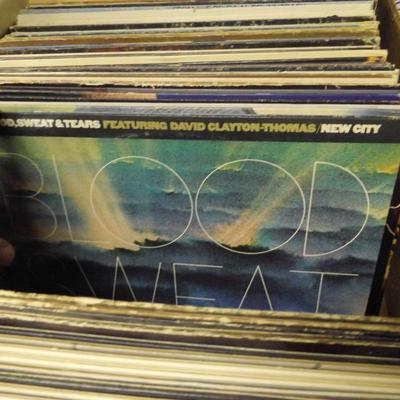 OD, SWEAT & TEARS FEATURING DAVID CLAYTON-THOMAS / NEW CITY
BLOOD
SWEAT